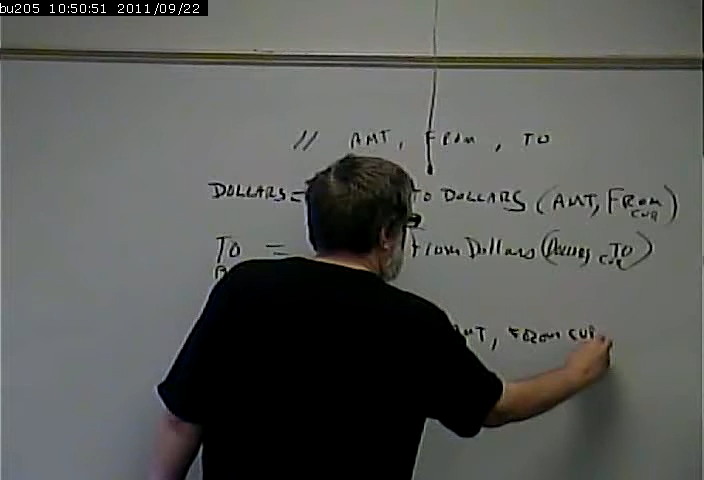 bu205 10:50:51 2011/09/22
// AMT, FROM, TO
DOLLARS = TO DOLLARS (AMT, FROM CUR)
TO = From Dollars ( TO CUR)
AMT, FROM CUR